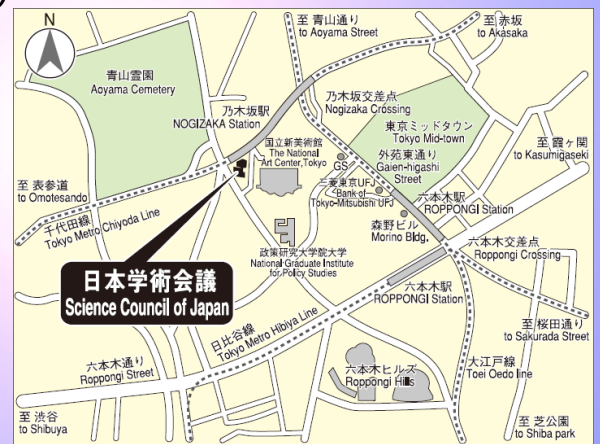 N
至 青山通り
to Aoyama Street
至 赤坂
to Akasaka
青山霊園
Aoyama Cemetery
乃木坂駅
NOGIZAKA Station
乃木坂交差点
Nogizaka Crossing
東京ミッドタウン
Tokyo Mid-town
国立新美術館
The National
Art Center,Tokyo
外苑東通り
Gaien-higashi
Street
至 霞ヶ関
to Kasumigaseki
GS
至 表参道
to Omotesando
三菱東京UFJ
Bank of
Tokyo-Mitsubishi UFJ
六本木駅
ROPPONGI Station
千代田線
Tokyo Metro Chiyoda Line
森野ビル
Morino Bldg.
六本木交差点
Roppongi Crossing
政策研究大学院大学
National Graduate Institute
for Policy Studies
日本学術会議
Science Council of Japan
六本木駅
ROPPONGI Station
日比谷線
Tokyo Metro Hibiya Line
至 桜田通り
to Sakurada Street
六本木通り
Roppongi Street
六本木ヒルズ
Roppongi Hills
大江戸線
Toei Oedo line
至 渋谷
to Shibuya
至 芝公園
to Shiba park